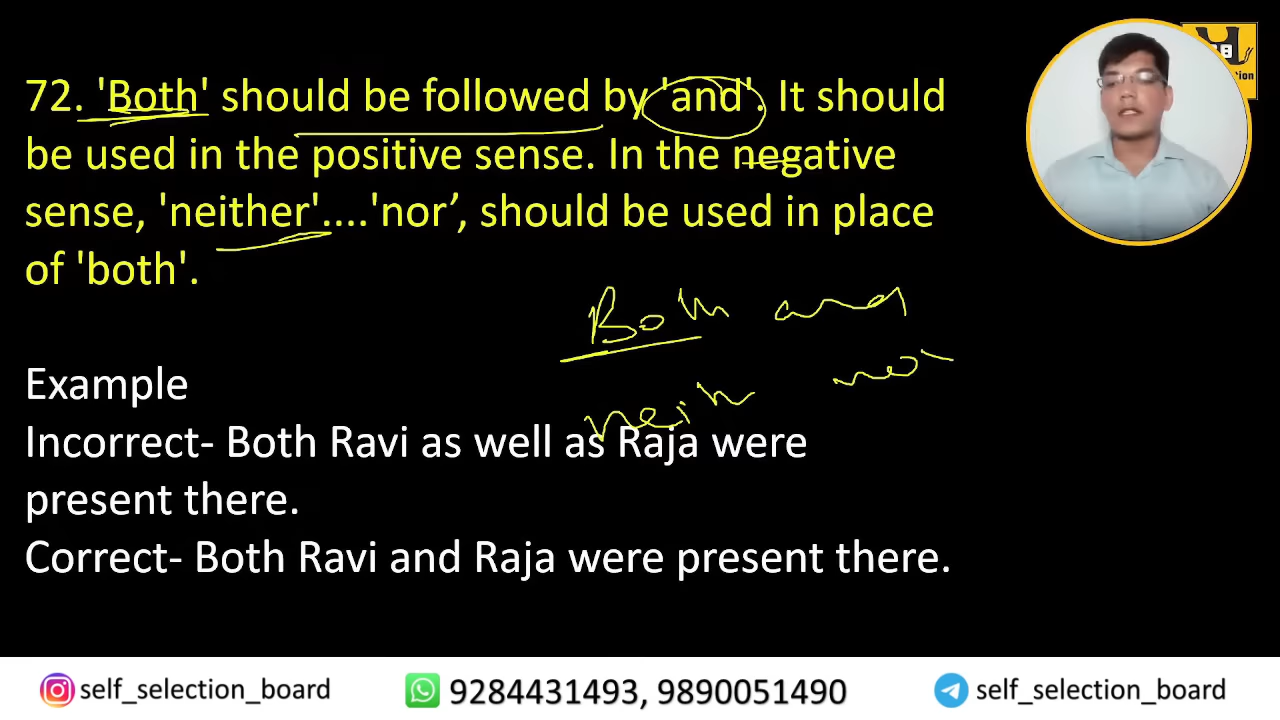 72. 'Both' should be followed by 'and'. It should
be used in the positive sense. In the negative
sense, 'neither'....'nor’, should be used in place
of 'both'.
Both and
neith nor
Example
Incorrect- Both Ravi as well as Raja were
present there.
Correct- Both Ravi and Raja were present there.
self_selection_board 9284431493, 9890051490 self_selection_board